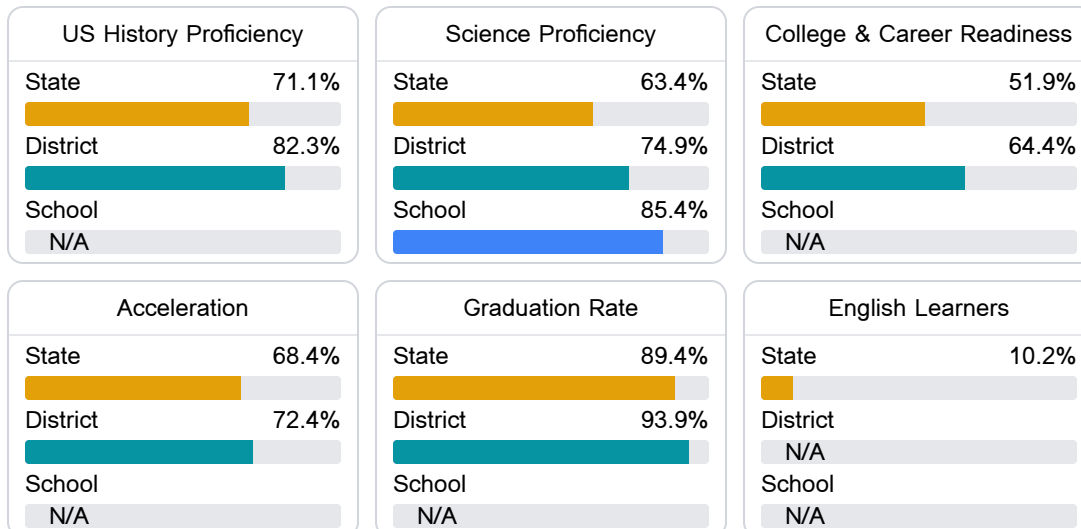 US History Proficiency
State 71.1%
District 82.3%
School
N/A
Science Proficiency
State 63.4%
District 74.9%
School 85.4%
College & Career Readiness
State 51.9%
District 64.4%
School
N/A
Acceleration
State 68.4%
District 72.4%
School
N/A
Graduation Rate
State 89.4%
District 93.9%
School
N/A
English Learners
State 10.2%
District
N/A
School
N/A